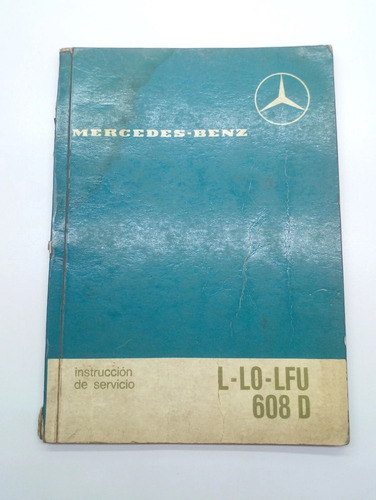 MERCEDES-BENZ
instrucción
de servicio
L-LO-LFU
608 D